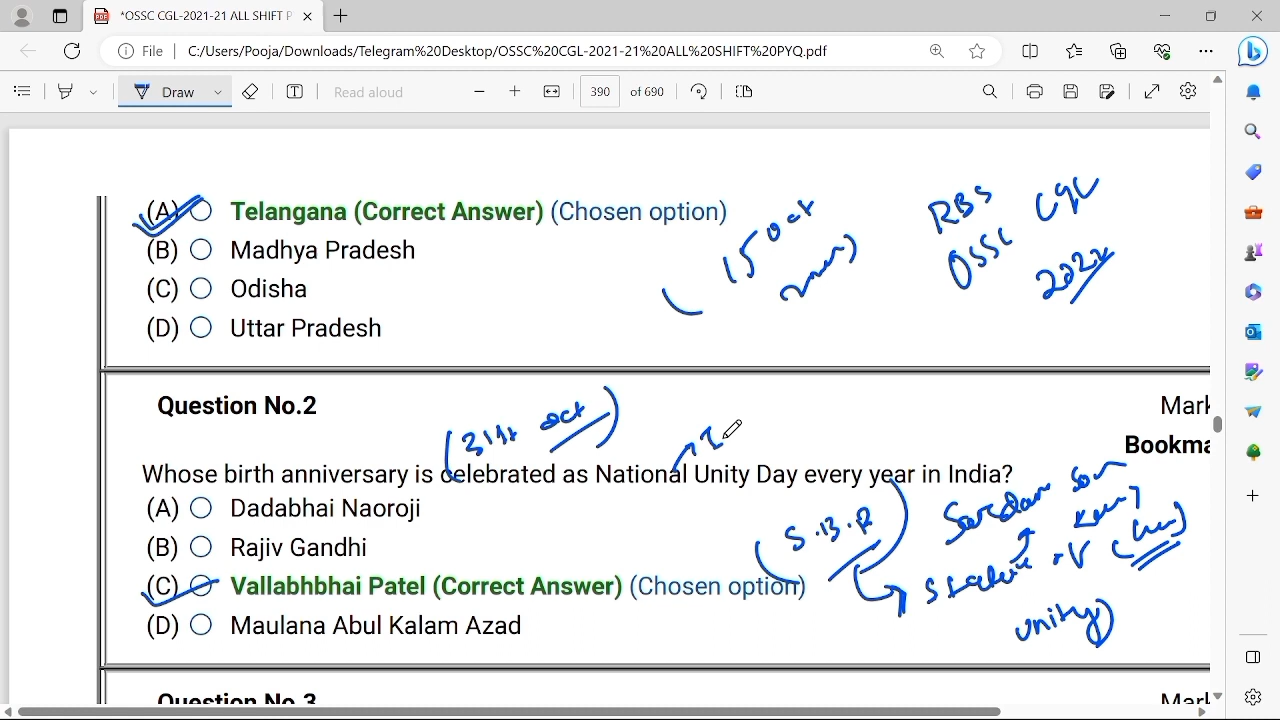 *OSSC CGL-2021-21 ALL SHIFT P
File C:/Users/Pooja/Downloads/Telegram%20Desktop/OSSC%20CGL-2021-21%20ALL%20SHIFT%20PYQ.pdf
Draw Read aloud 390 of 690
(A) Telangana (Correct Answer) (Chosen option)
15 oct
RBS CGL
(B) Madhya Pradesh
OSSC 2022
(C) Odisha
(D) Uttar Pradesh
Question No.2 Mark
(31st oct)
Bookma
Whose birth anniversary is celebrated as National Unity Day every year in India?
(A) Dadabhai Naoroji
S.B.P
(B) Rajiv Gandhi
(C) Vallabhbhai Patel (Correct Answer) (Chosen option)
(D) Maulana Abul Kalam Azad
unity)
Question No.3 Mark